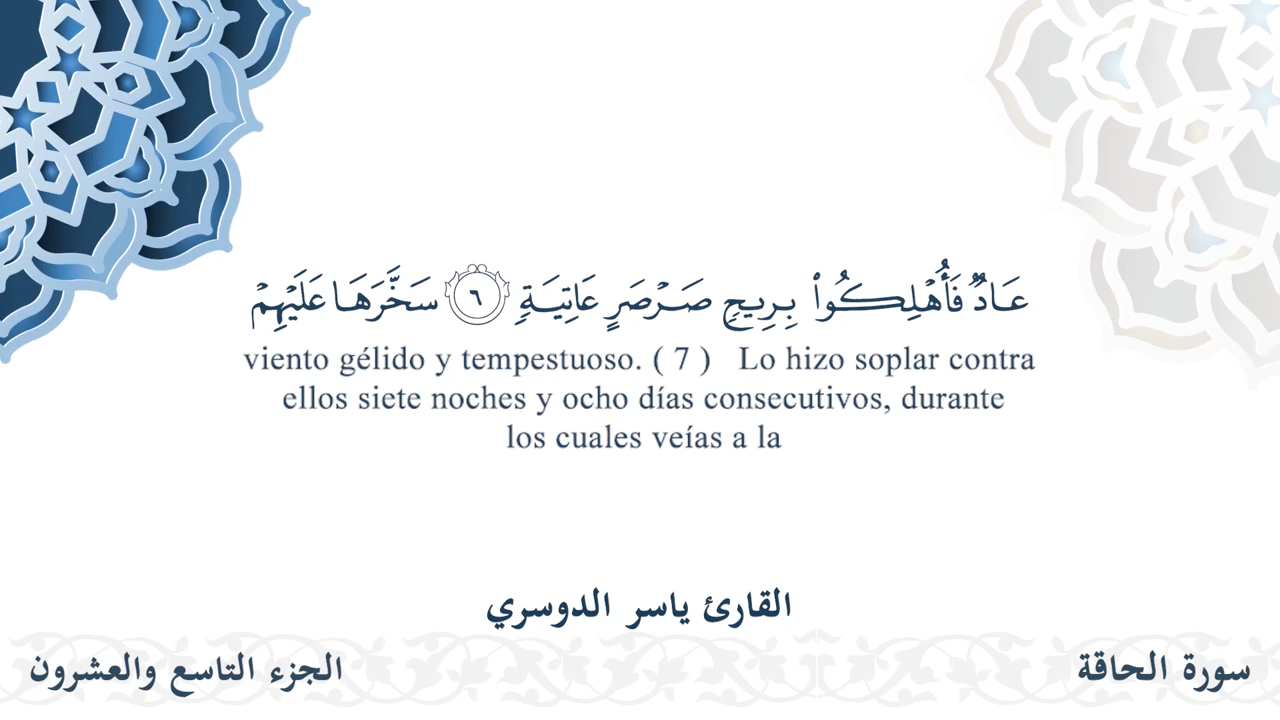 عَادٌ فَأُهْلِكُوا۟ بِرِيحٍ صَرْصَرٍ عَاتِيَةٍ ٦ سَخَّرَهَا عَلَيْهِمْ
viento gélido y tempestuoso. ( 7 ) Lo hizo soplar contra
ellos siete noches y ocho días consecutivos, durante
los cuales veías a la
القارئ ياسر الدوسري
سورة الحاقة
الجزء التاسع والعشرون